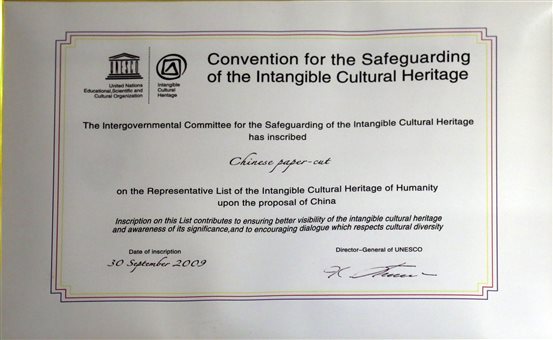 Convention for the Safeguarding
of the Intangible Cultural Heritage
United Nations
Educational, Scientific and
Cultural Organization
Intangible
Cultural
Heritage
The Intergovernmental Committee for the Safeguarding of the Intangible Cultural Heritage
has inscribed
Chinese paper-cut
on the Representative List of the Intangible Cultural Heritage of Humanity
upon the proposal of China
Inscription on this List contributes to ensuring better visibility of the intangible cultural heritage
and awareness of its significance,and to encouraging dialogue which respects cultural diversity
Date of inscription
30 September 2009
Director-General of UNESCO